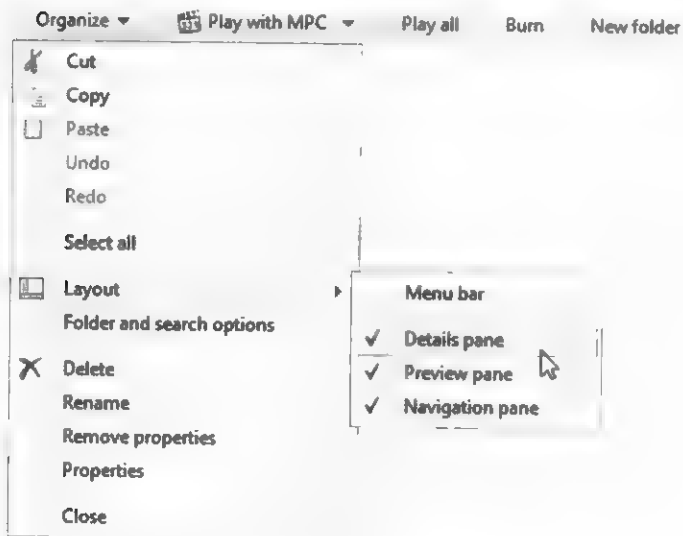 Organize Play with MPC Play all Burn New folder
Cut
Copy
Paste
Undo
Redo
Select all
Layout
Folder and search options
Delete
Rename
Remove properties
Properties
Close
Menu bar
Details pane
Preview pane
Navigation pane